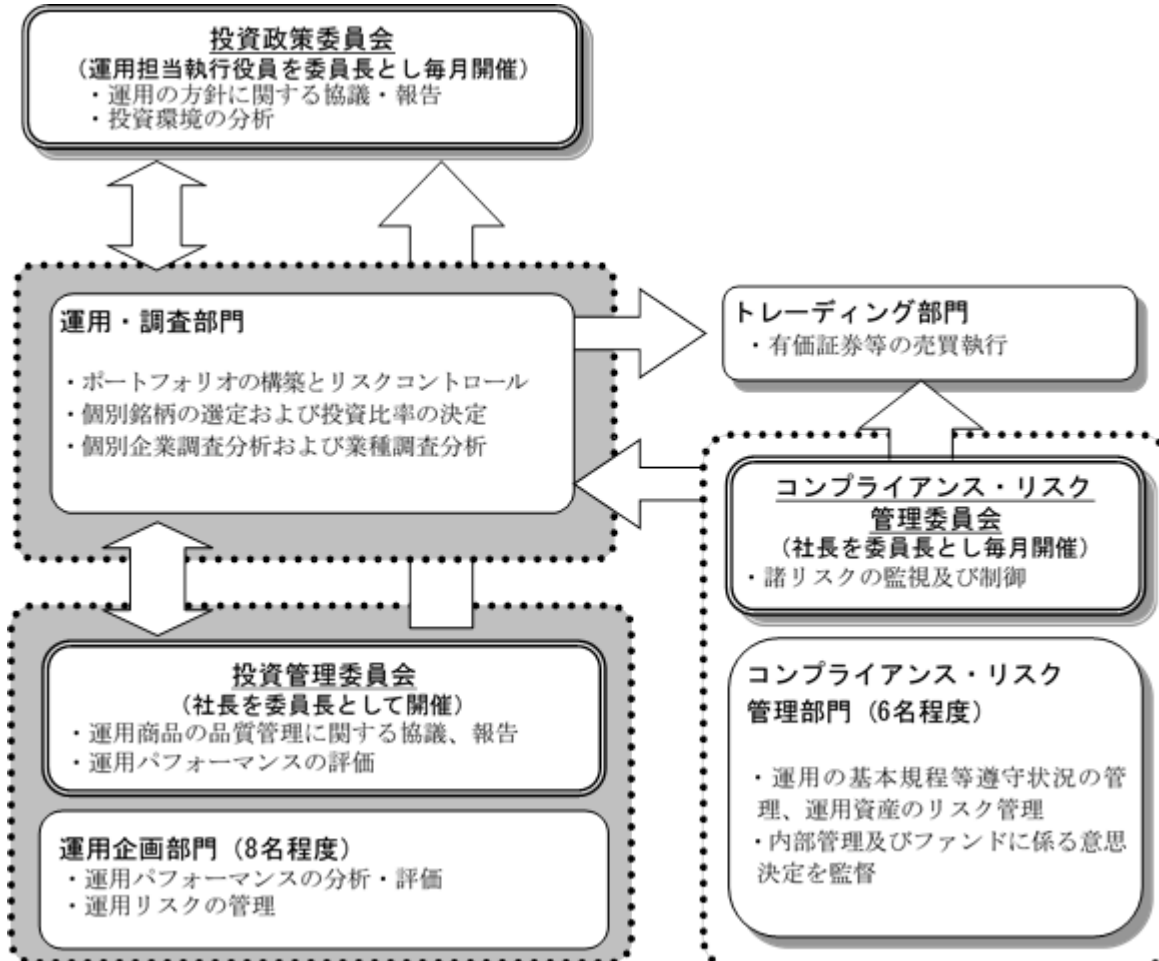 投資政策委員会
(運用担当執行役員を委員長とし毎月開催)
・運用の方針に関する協議・報告
・投資環境の分析
運用・調査部門
・ポートフォリオの構築とリスクコントロール
・個別銘柄の選定および投資比率の決定
・個別企業調査分析および業種調査分析
トレーディング部門
・有価証券等の売買執行
コンプライアンス・リスク
管理委員会
(社長を委員長とし毎月開催)
・諸リスクの監視及び制御
投資管理委員会
(社長を委員長として開催)
・運用商品の品質管理に関する協議、報告
・運用パフォーマンスの評価
運用企画部門(8名程度)
・運用パフォーマンスの分析・評価
・運用リスクの管理
コンプライアンス・リスク
管理部門(6名程度)
・運用の基本規程等遵守状況の管
理、運用資産のリスク管理
・内部管理及びファンドに係る意思
決定を監督